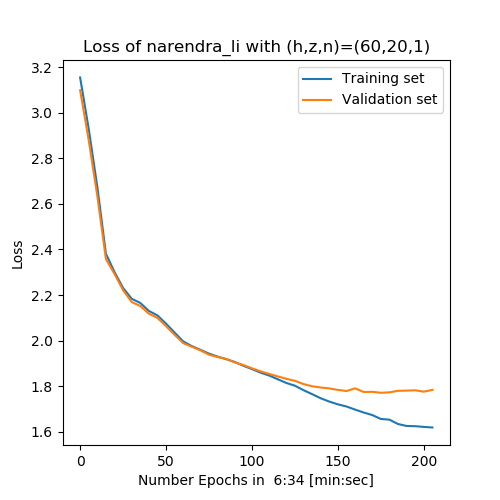 Loss of narendra_li with (h,z,n)=(60,20,1)
Training set
Validation set
3.2
3.0
2.8
2.6
2.4
2.2
2.0
1.8
1.6
Loss
0 50 100 150 200
Number Epochs in  6:34 [min:sec]